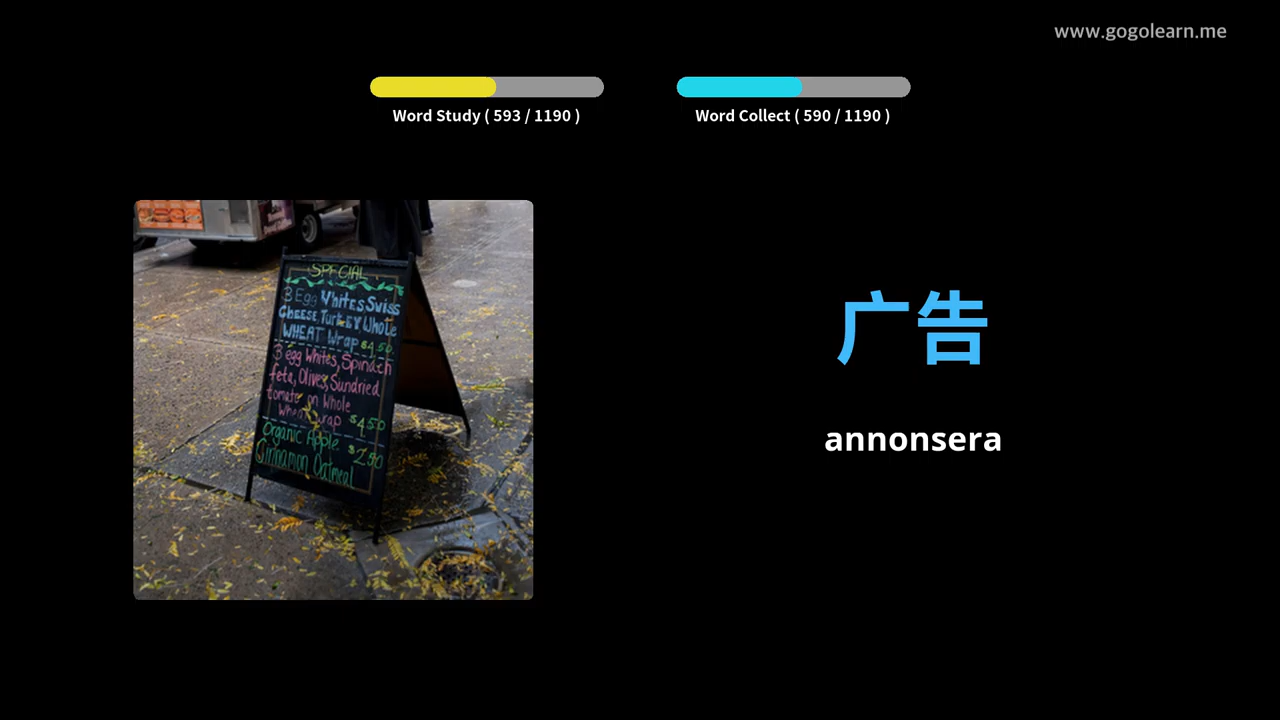 www.gogolearn.me
Word Study ( 593 / 1190 )
Word Collect ( 590 / 1190 )
SPECIAL
3 Egg Whites, Swiss
Cheese, Turkey Whole
WHEAT Wrap $4.50
3 egg Whites, Spinach
feta, Olives, Sundried
tomato on Whole
Wheat Wrap $4.50
Organic Apple
Cinnamon Oatmeal $2.50
广告
annonsera